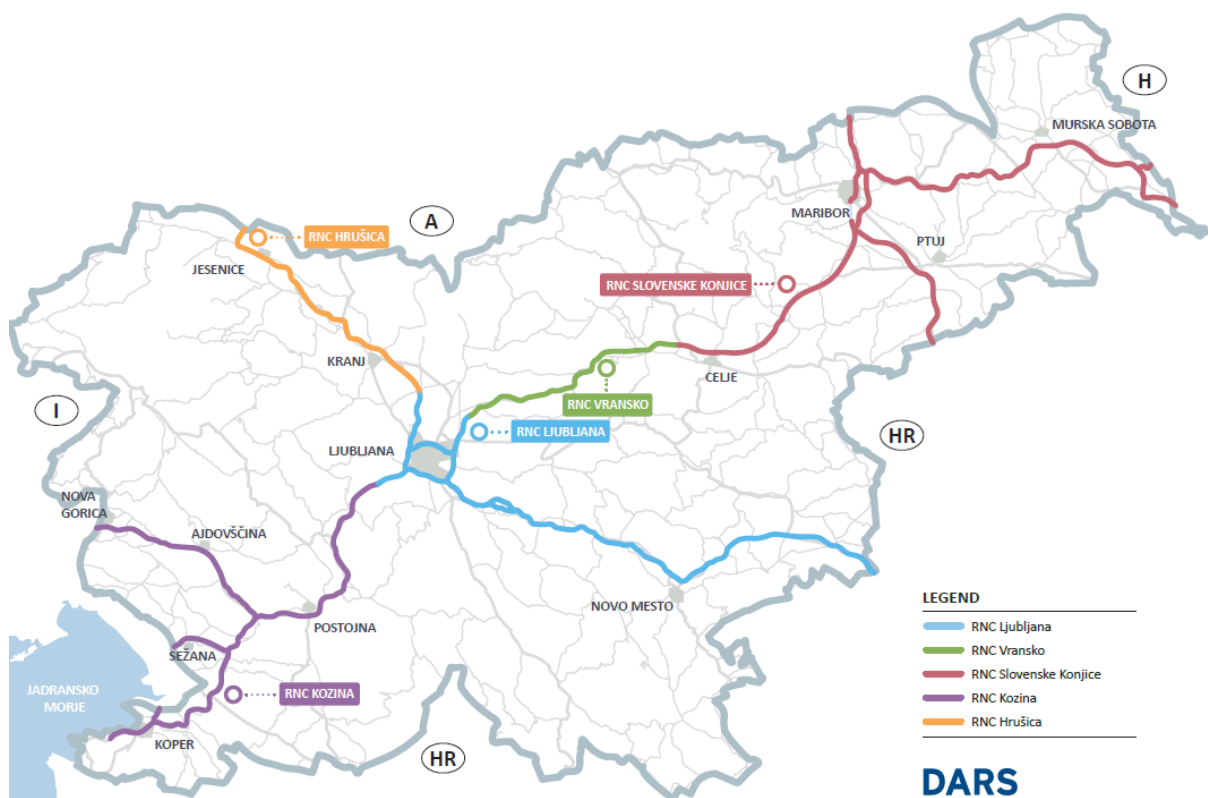 H
MURSKA SOBOTA
A
MARIBOR
RNC HRUŠICA
PTUJ
JESENICE
RNC SLOVENSKE KONJICE
KRANJ
CELJE
I
RNC VRANSKO
RNC LJUBLJANA
HR
LJUBLJANA
NOVA
GORICA
AJDOVŠČINA
NOVO MESTO
POSTOJNA
SEŽANA
JADRANSKO
MORJE
RNC KOZINA
KOPER
HR
LEGEND
RNC Ljubljana
RNC Vransko
RNC Slovenske Konjice
RNC Kozina
RNC Hrušica
DARS